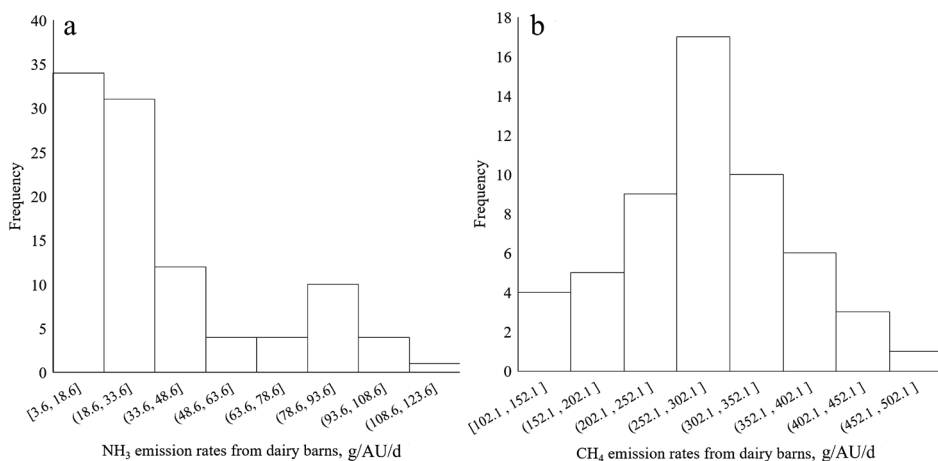 a
40
35
30
25
20
15
10
5
0
Frequency
[3.6, 18.6]
(18.6, 33.6]
(33.6, 48.6]
(48.6, 63.6]
(63.6, 78.6]
(78.6, 93.6]
(93.6, 108.6]
(108.6, 123.6]
NH₃ emission rates from dairy barns, g/AU/d
b
18
16
14
12
10
8
6
4
2
0
Frequency
[102.1 , 152.1 ]
(152.1 , 202.1 ]
(202.1 , 252.1 ]
(252.1 , 302.1 ]
(302.1 , 352.1 ]
(352.1 , 402.1 ]
(402.1 , 452.1 ]
(452.1 , 502.1 ]
CH₄ emission rates from dairy barns, g/AU/d